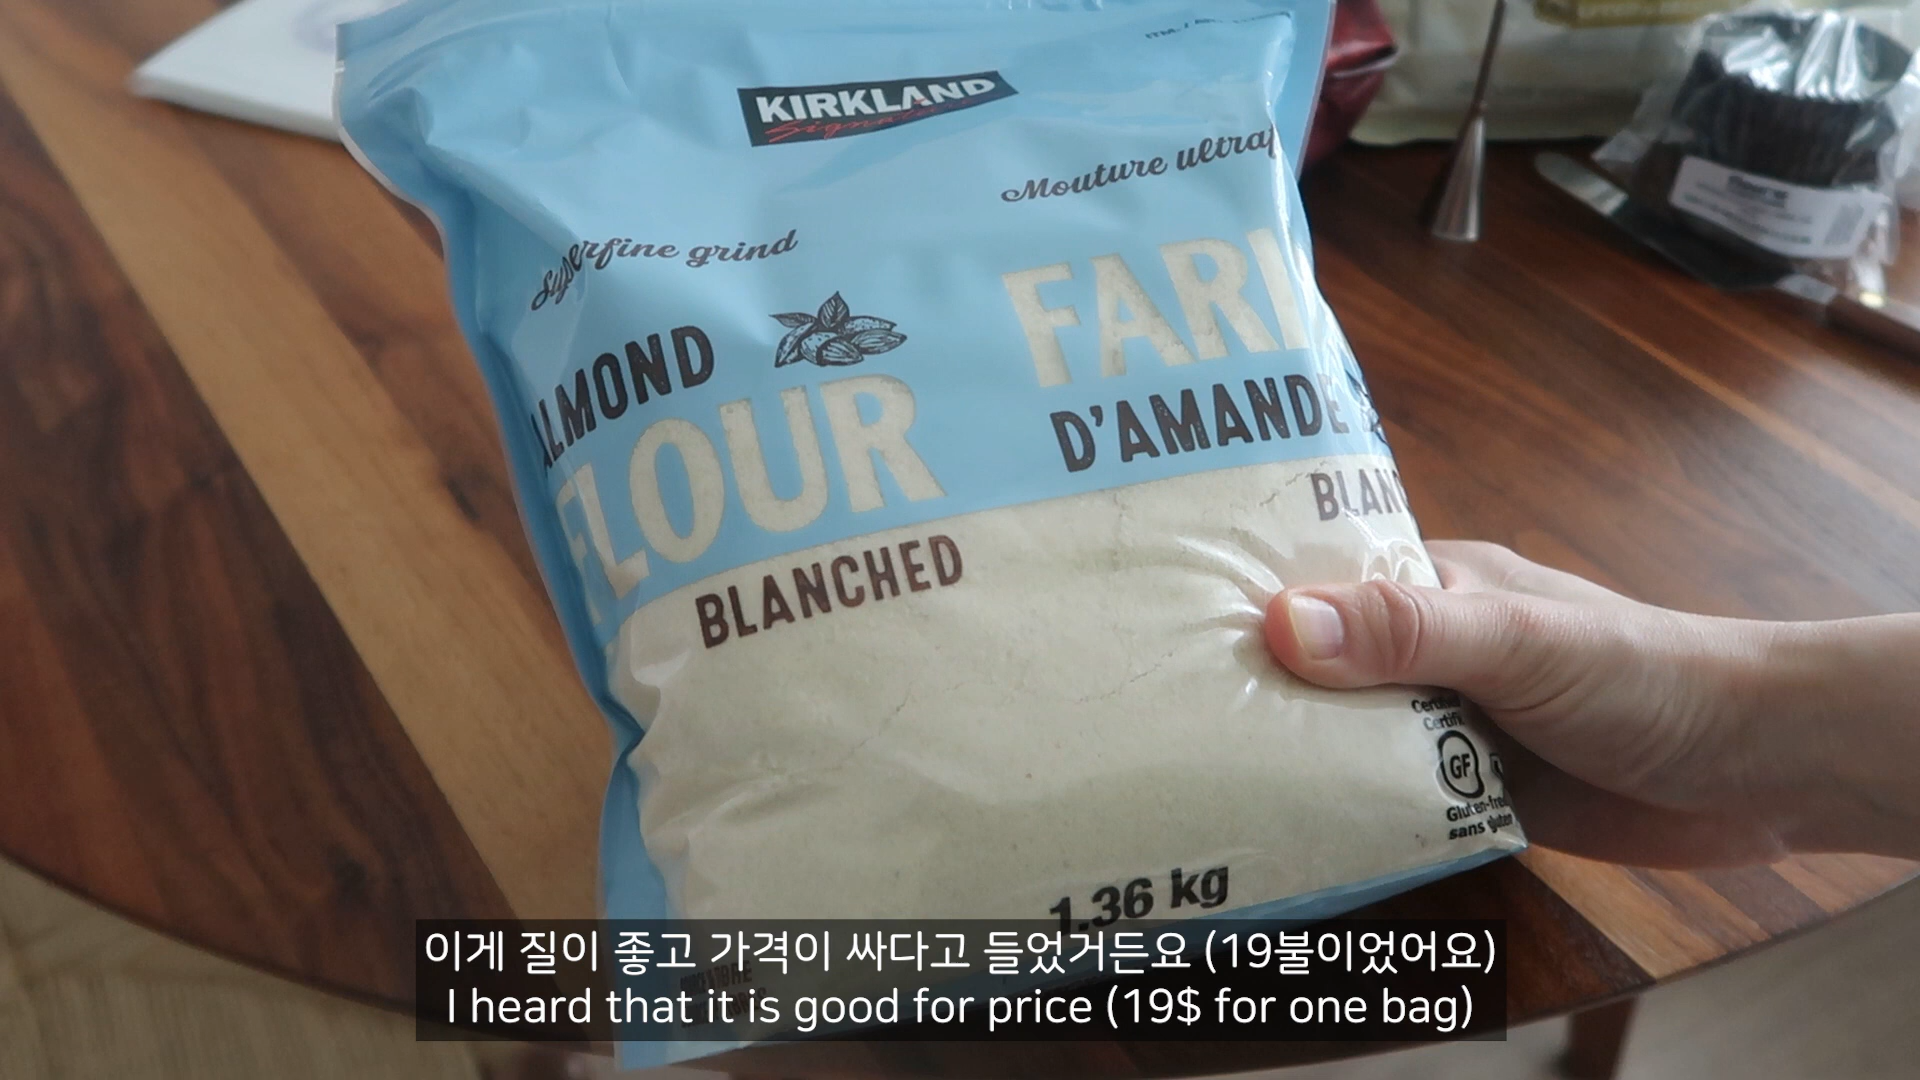 KIRKLAND
Signature
Mouture ultraf
Superfine grind
ALMOND
FLOUR
BLANCHED
FARI
D'AMANDE
BLANC
GF
Gluten-free
sans gluten
1.36 kg
이게 질이 좋고 가격이 싸다고 들었거든요 (19불이었어요)
I heard that it is good for price (19$ for one bag)